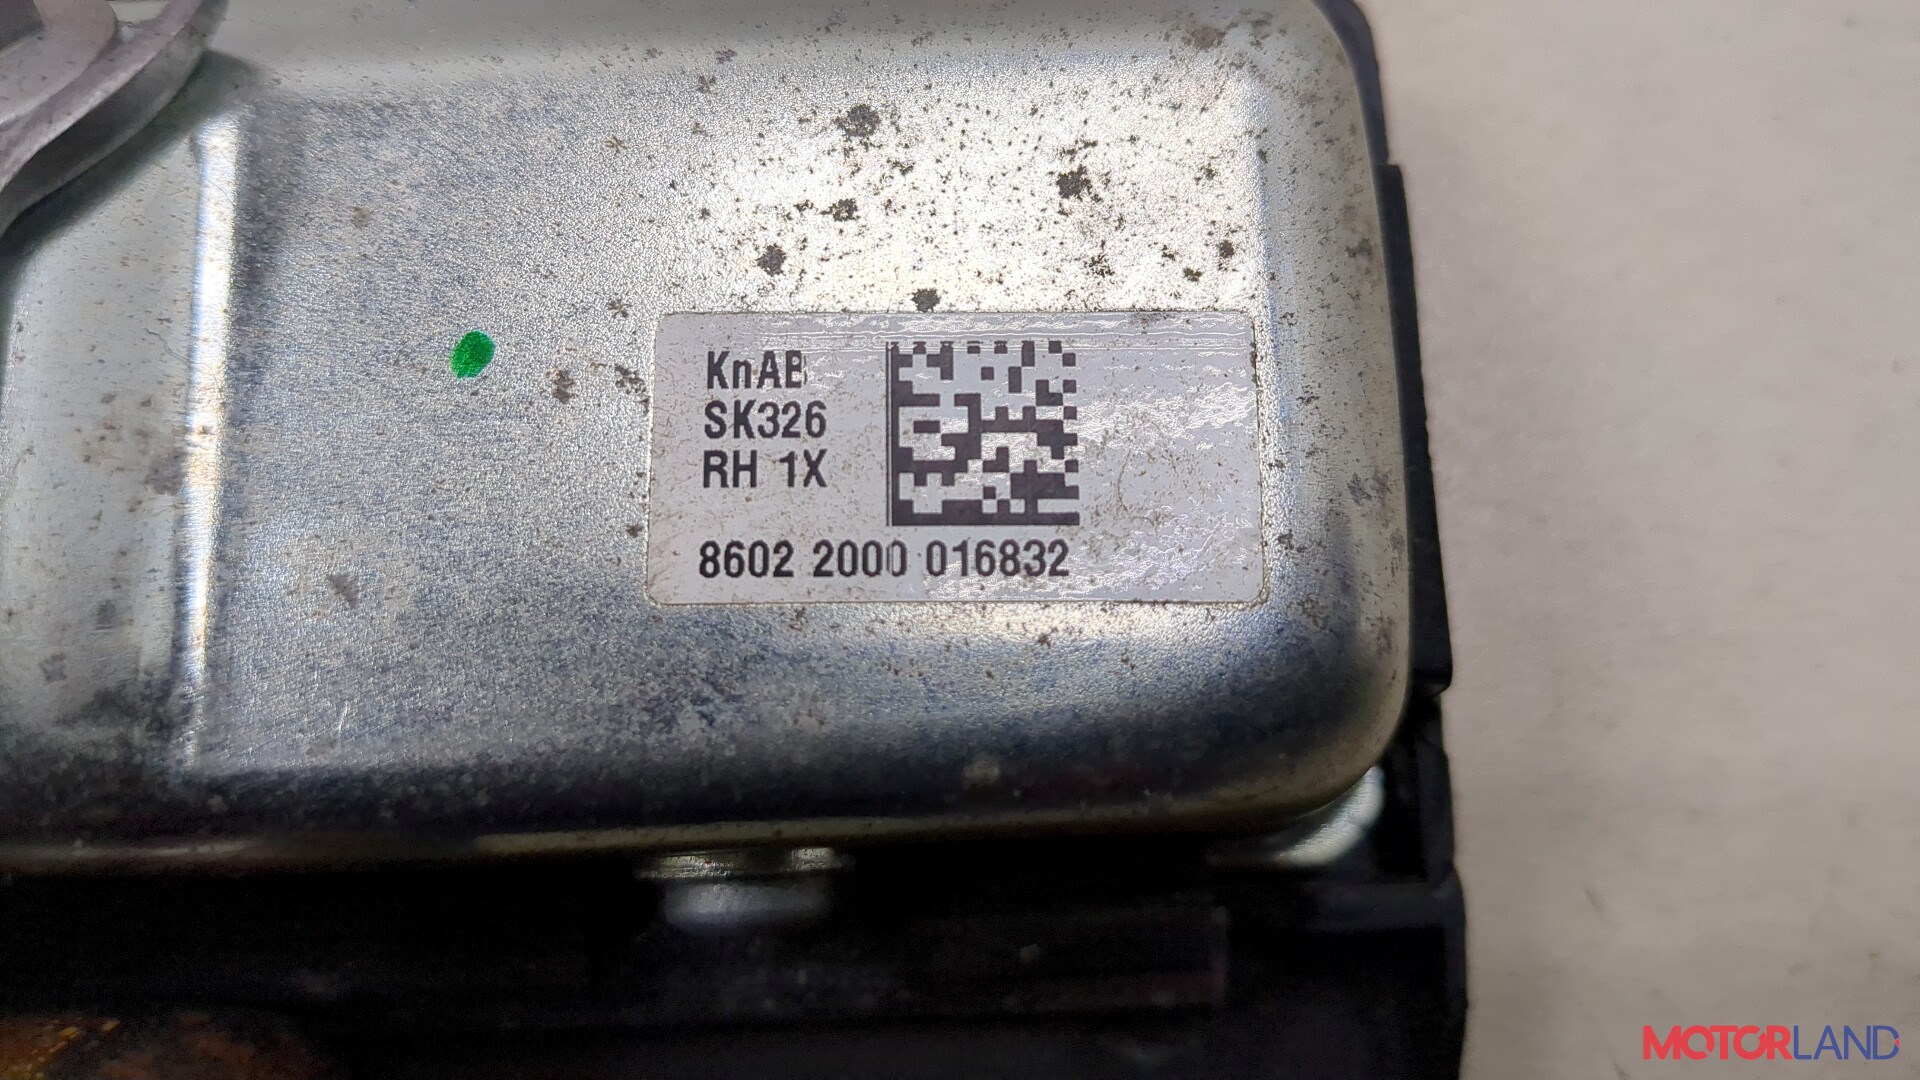 KnAB
SK326
RH 1X
8602 2000 016832
MOTORLAND